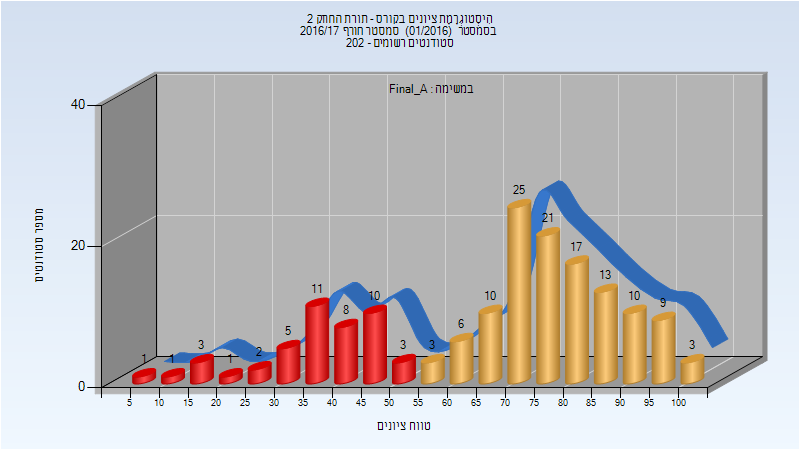 היסטוגרמת ציונים בקורס - תורת החוזק 2
בסמסטר (01/2016) סמסטר חורף 2016/17
סטודנטים רשומים - 202
במשימה : Final_A
מספר סטודנטים
40
20
0
1 1 3 1 2 5 11 8 10 3 3 6 10 25 21 17 13 10 9 3
5 10 15 20 25 30 35 40 45 50 55 60 65 70 75 80 85 90 95 100
טווח ציונים